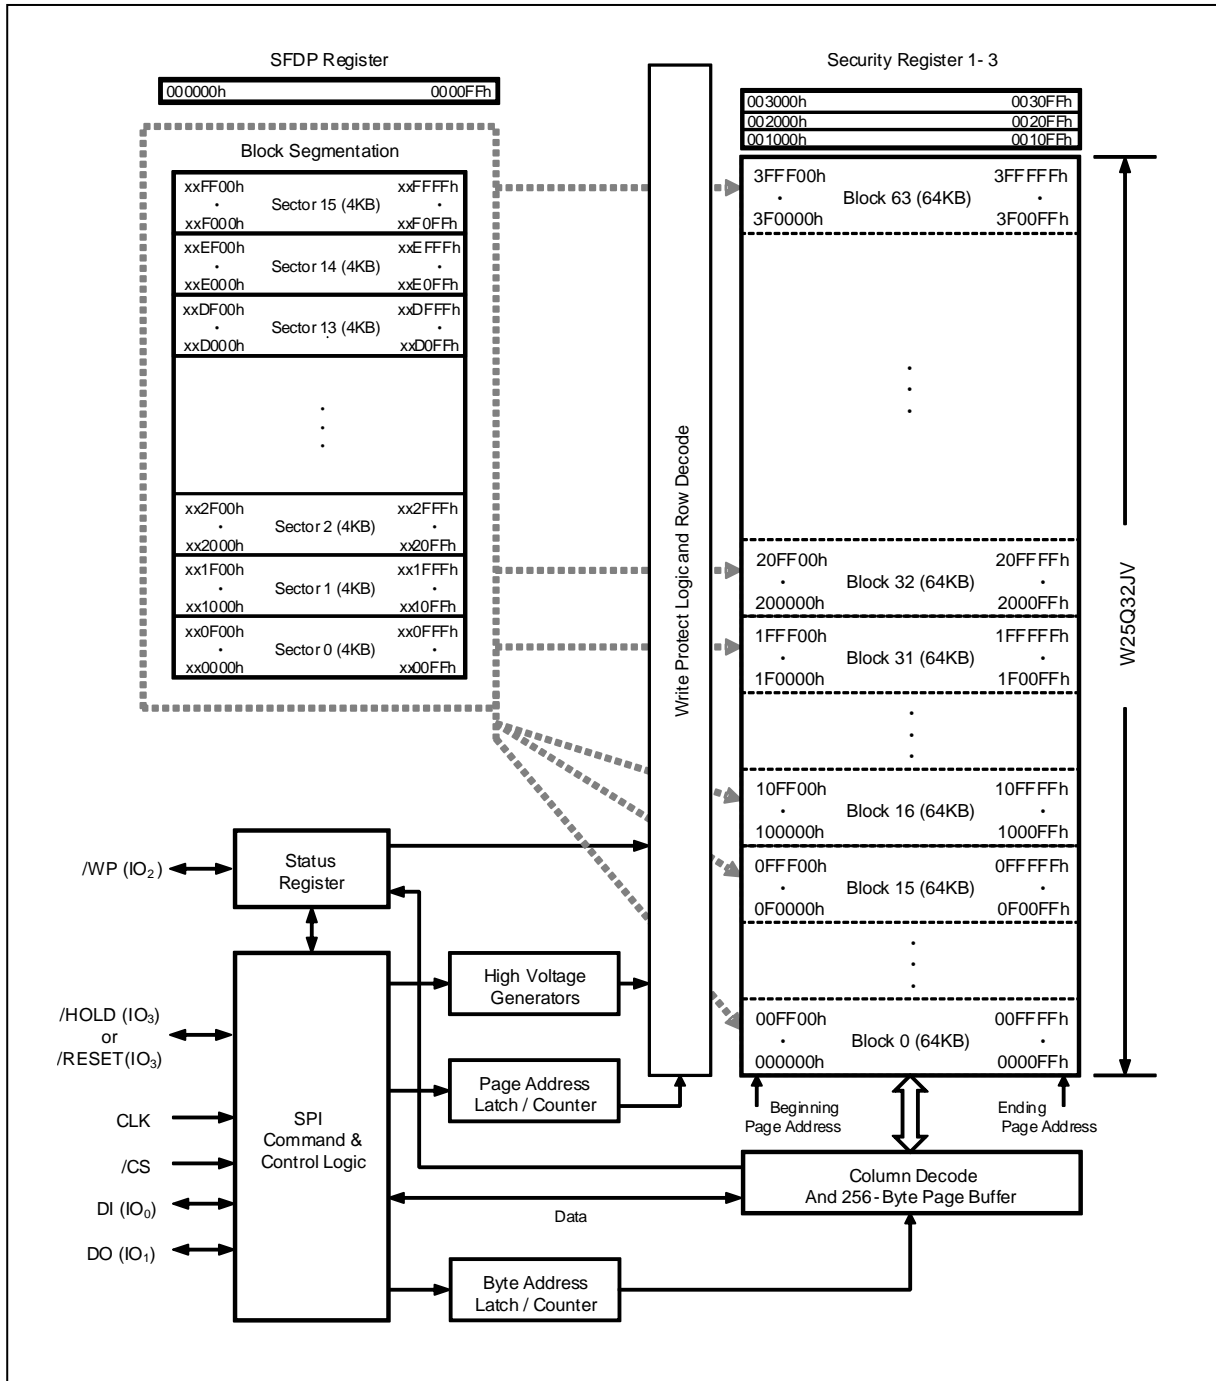 SFDP Register
000000h 0000FFh
Block Segmentation
xxFF00h xxFFFFh
Sector 15 (4KB)
xxF000h xxF0FFh
xxEF00h xxEFFFh
Sector 14 (4KB)
xxE000h xxE0FFh
xxDF00h xxDFFFh
Sector 13 (4KB)
xxD000h xxD0FFh
xx2F00h xx2FFFh
Sector 2 (4KB)
xx2000h xx20FFh
xx1F00h xx1FFFh
Sector 1 (4KB)
xx1000h xx10FFh
xx0F00h xx0FFFh
Sector 0 (4KB)
xx0000h xx00FFh
Write Protect Logic and Row Decode
Security Register 1-3
003000h 0030FFh
002000h 0020FFh
001000h 0010FFh
3FFF00h 3FFFFFh
Block 63 (64KB)
3F0000h 3F00FFh
20FF00h 20FFFFh
Block 32 (64KB)
200000h 2000FFh
1FFF00h 1FFFFFh
Block 31 (64KB)
1F0000h 1F00FFh
10FF00h 10FFFFh
Block 16 (64KB)
100000h 1000FFh
0FFF00h 0FFFFFh
Block 15 (64KB)
0F0000h 0F00FFh
00FF00h 00FFFFh
Block 0 (64KB)
000000h 0000FFh
W25Q32JV
Beginning
Page Address
Ending
Page Address
/WP (IO₂)
Status
Register
/HOLD (IO₃)
or
/RESET(IO₃)
CLK
/CS
DI (IO₀)
DO (IO₁)
SPI
Command &
Control Logic
High Voltage
Generators
Page Address
Latch / Counter
Column Decode
And 256-Byte Page Buffer
Data
Byte Address
Latch / Counter